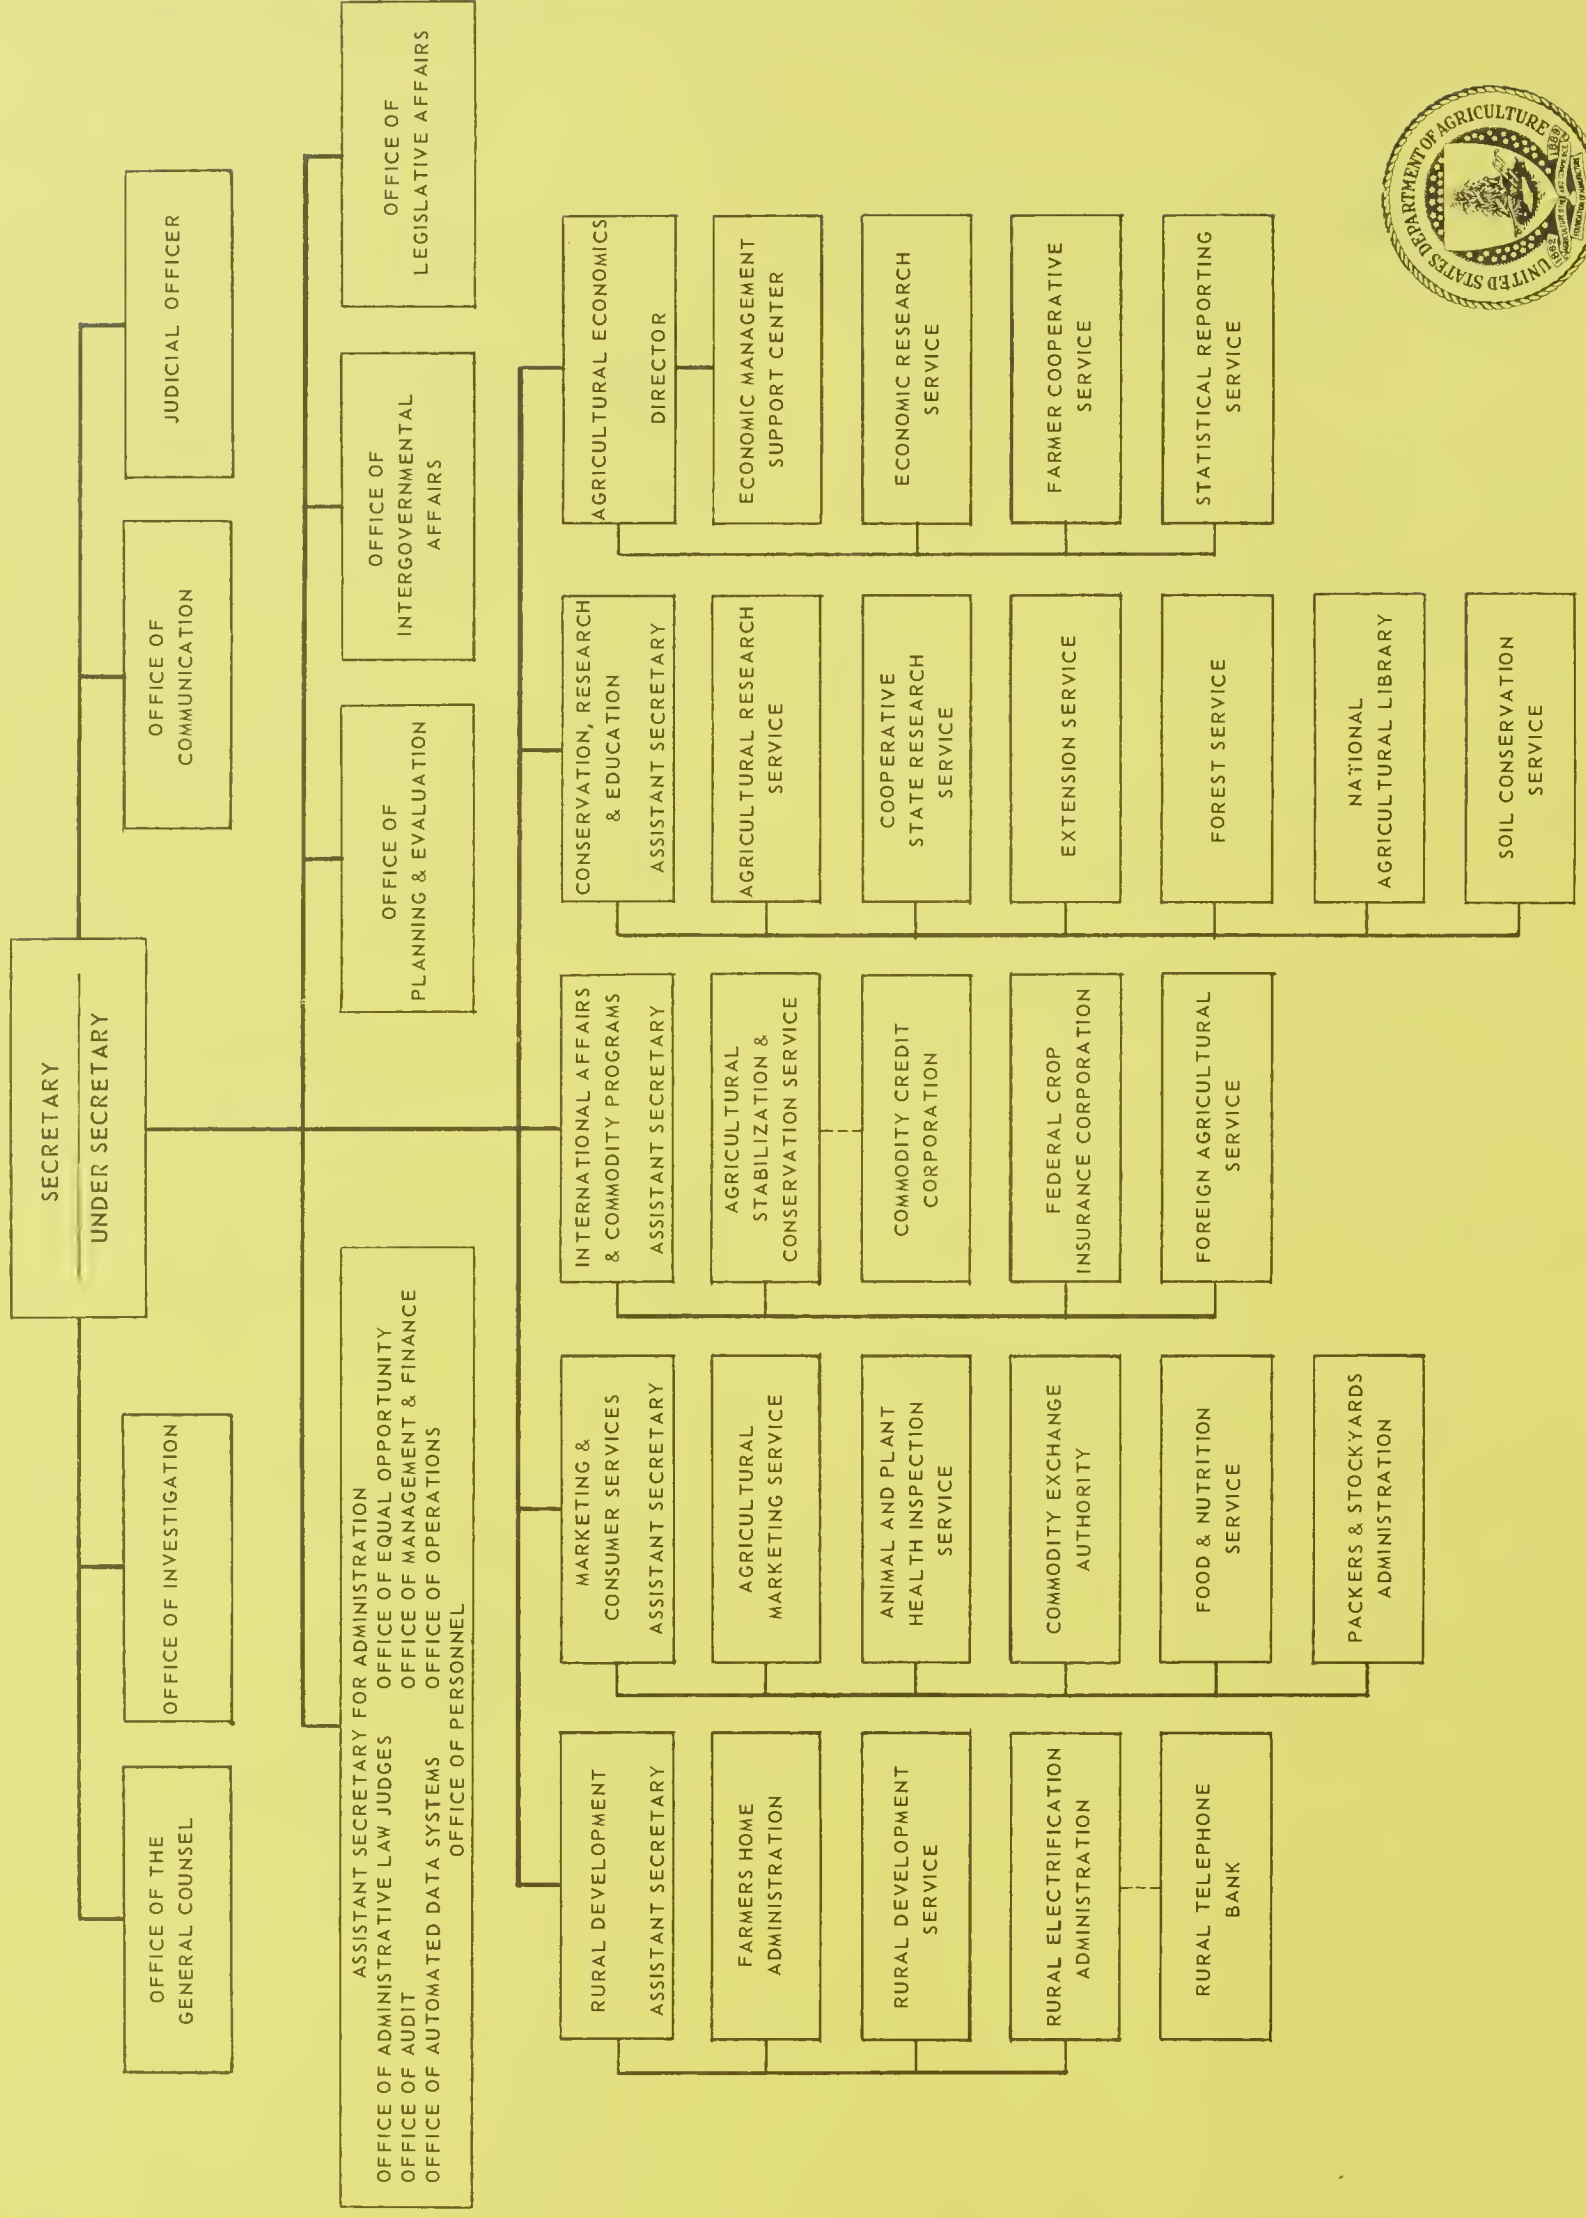 SECRETARY
UNDER SECRETARY
OFFICE OF THE
GENERAL COUNSEL
OFFICE OF INVESTIGATION
OFFICE OF
COMMUNICATION
JUDICIAL OFFICER
ASSISTANT SECRETARY FOR ADMINISTRATION
OFFICE OF ADMINISTRATIVE LAW JUDGES OFFICE OF EQUAL OPPORTUNITY
OFFICE OF AUDIT OFFICE OF MANAGEMENT & FINANCE
OFFICE OF AUTOMATED DATA SYSTEMS OFFICE OF OPERATIONS
OFFICE OF PERSONNEL
OFFICE OF
PLANNING & EVALUATION
OFFICE OF
INTERGOVERNMENTAL
AFFAIRS
OFFICE OF
LEGISLATIVE AFFAIRS
RURAL DEVELOPMENT
ASSISTANT SECRETARY
FARMERS HOME
ADMINISTRATION
RURAL DEVELOPMENT
SERVICE
RURAL ELECTRIFICATION
ADMINISTRATION
RURAL TELEPHONE
BANK
MARKETING &
CONSUMER SERVICES
ASSISTANT SECRETARY
AGRICULTURAL
MARKETING SERVICE
ANIMAL AND PLANT
HEALTH INSPECTION
SERVICE
COMMODITY EXCHANGE
AUTHORITY
FOOD & NUTRITION
SERVICE
PACKERS & STOCKYARDS
ADMINISTRATION
INTERNATIONAL AFFAIRS
& COMMODITY PROGRAMS
ASSISTANT SECRETARY
AGRICULTURAL
STABILIZATION &
CONSERVATION SERVICE
COMMODITY CREDIT
CORPORATION
FEDERAL CROP
INSURANCE CORPORATION
FOREIGN AGRICULTURAL
SERVICE
CONSERVATION, RESEARCH
& EDUCATION
ASSISTANT SECRETARY
AGRICULTURAL RESEARCH
SERVICE
COOPERATIVE
STATE RESEARCH
SERVICE
EXTENSION SERVICE
FOREST SERVICE
NATIONAL
AGRICULTURAL LIBRARY
SOIL CONSERVATION
SERVICE
AGRICULTURAL ECONOMICS
DIRECTOR
ECONOMIC MANAGEMENT
SUPPORT CENTER
ECONOMIC RESEARCH
SERVICE
FARMER COOPERATIVE
SERVICE
STATISTICAL REPORTING
SERVICE
UNITED STATES DEPARTMENT OF AGRICULTURE
1862 1889